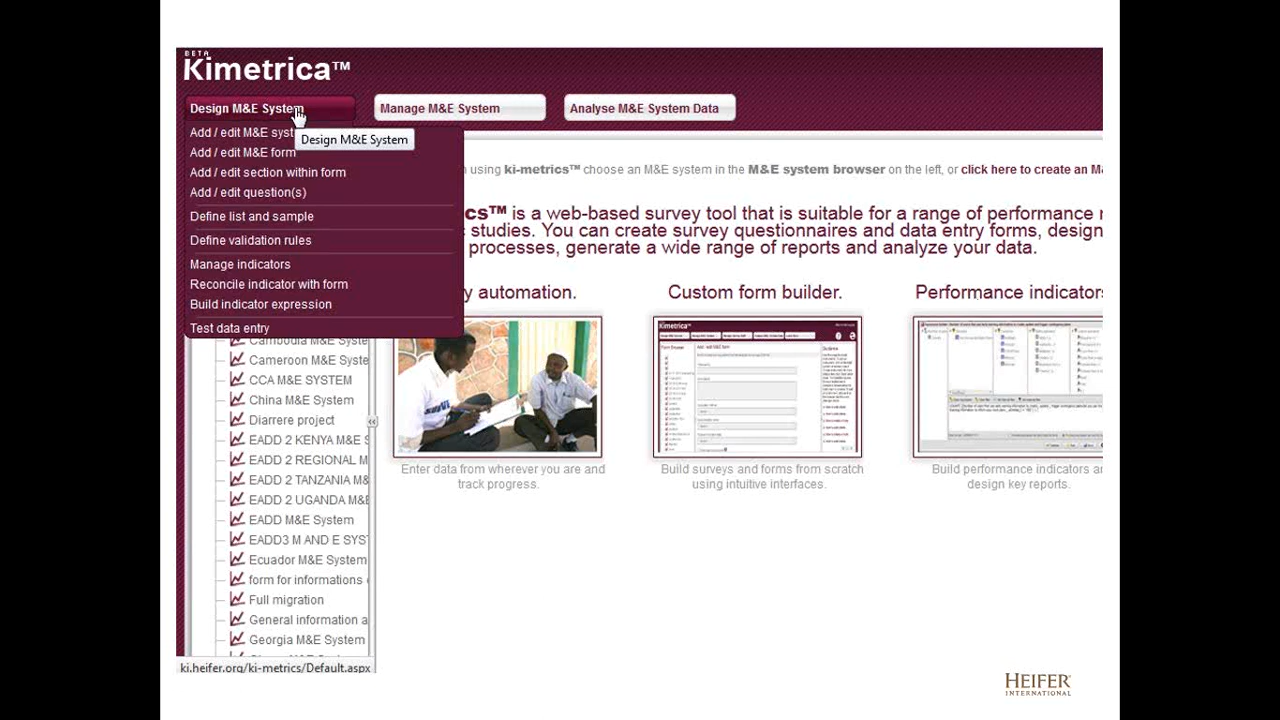 BETA
Kimetrica™
Design M&E System
Manage M&E System
Analyse M&E System Data
Add / edit M&E syst
Design M&E System
Add / edit M&E form
Add / edit section within form
Add / edit question(s)
Define list and sample
Define validation rules
Manage indicators
Reconcile indicator with form
Build indicator expression
Test data entry
using ki-metrics™ choose an M&E system in the M&E system browser on the left, or click here to create an M
cs™ is a web-based survey tool that is suitable for a range of performance
studies. You can create survey questionnaires and data entry forms, design
processes, generate a wide range of reports and analyze your data.
y automation.
Custom form builder.
Performance indicators
Kimetrica™
Enter data from wherever you are and
track progress.
Build surveys and forms from scratch
using intuitive interfaces.
Build performance indicators a
design key reports.
Cambodia M&E Syste
Cameroon M&E Syste
CCA M&E SYSTEM
China M&E System
Diarrere project
EADD 2 KENYA M&E
EADD 2 REGIONAL M
EADD 2 TANZANIA M&
EADD 2 UGANDA M&E
EADD M&E System
EADD3 M AND E SYS
Ecuador M&E System
form for informations
Full migration
General information a
Georgia M&E System
ki.heifer.org/ki-metrics/Default.aspx
HEIFER
INTERNATIONAL